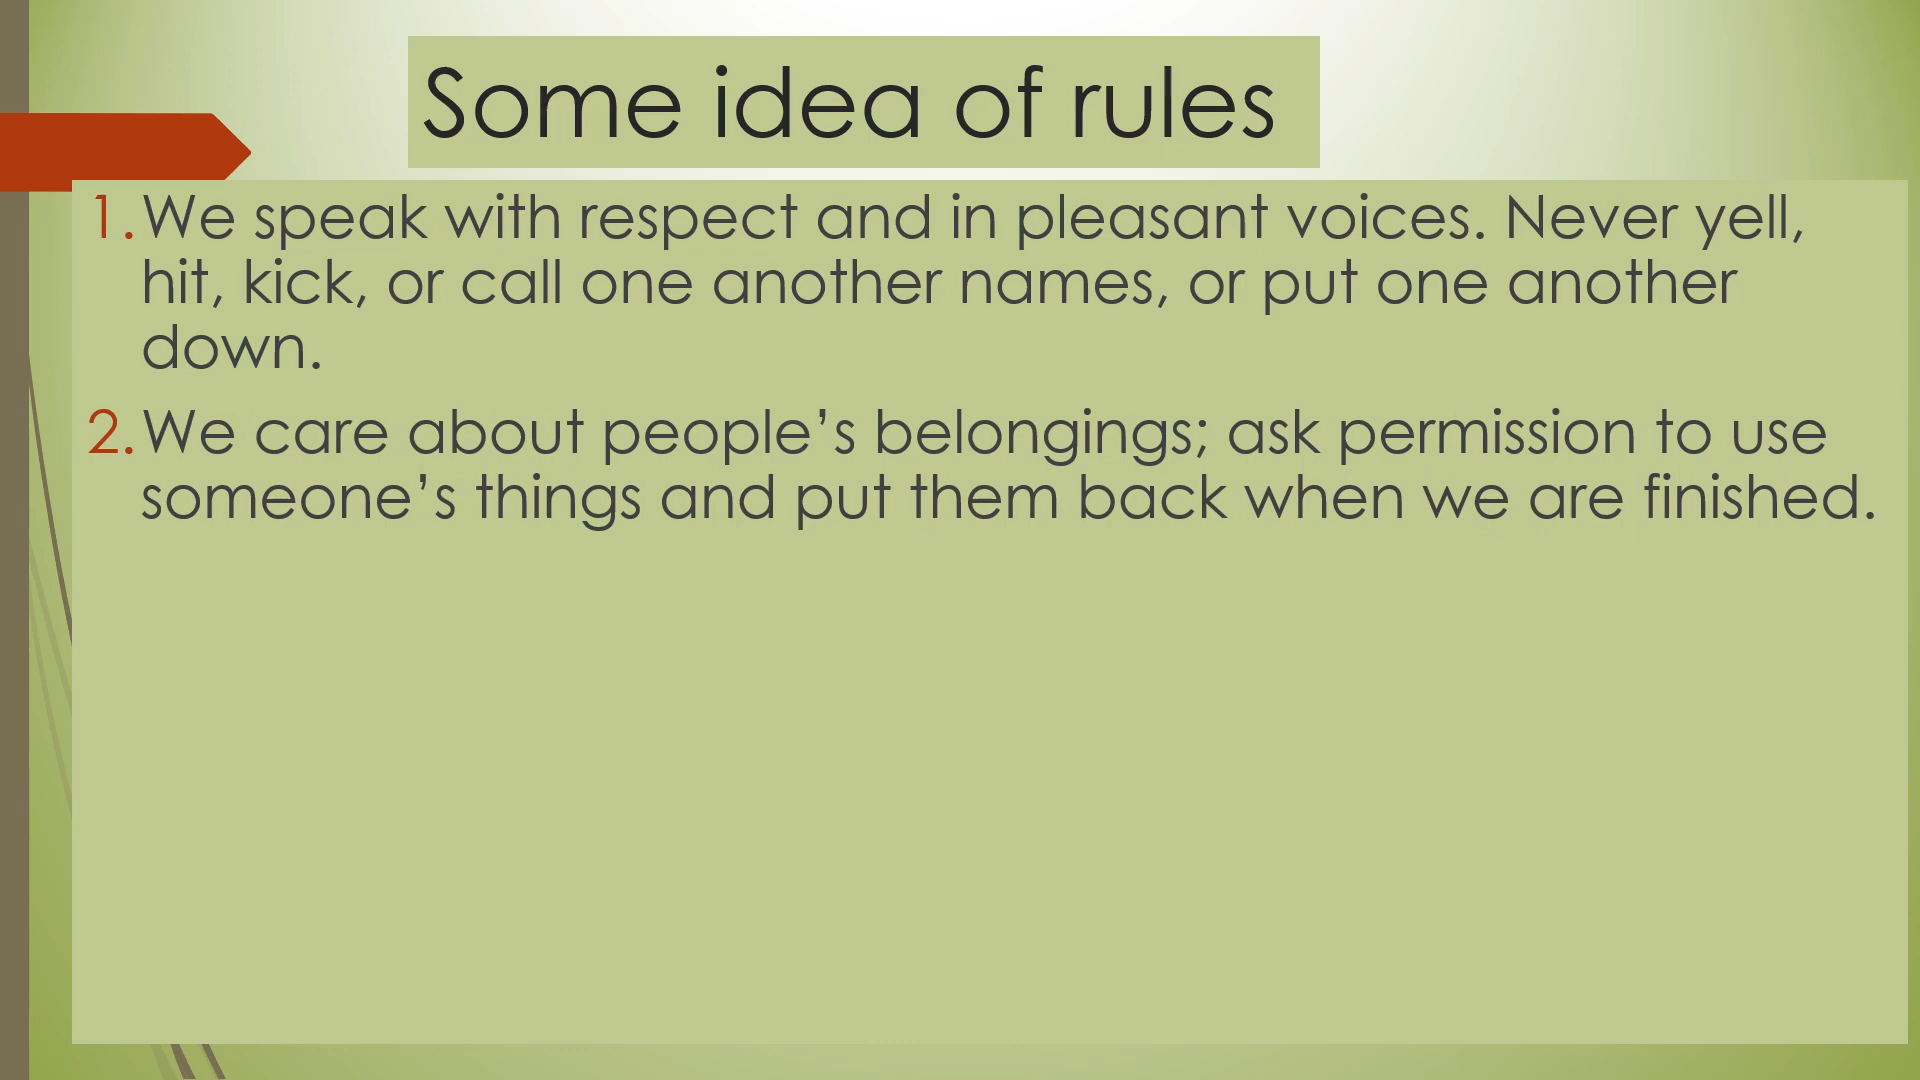 Some idea of rules
1.We speak with respect and in pleasant voices. Never yell,
hit, kick, or call one another names, or put one another
down.
2.We care about people’s belongings; ask permission to use
someone’s things and put them back when we are finished.